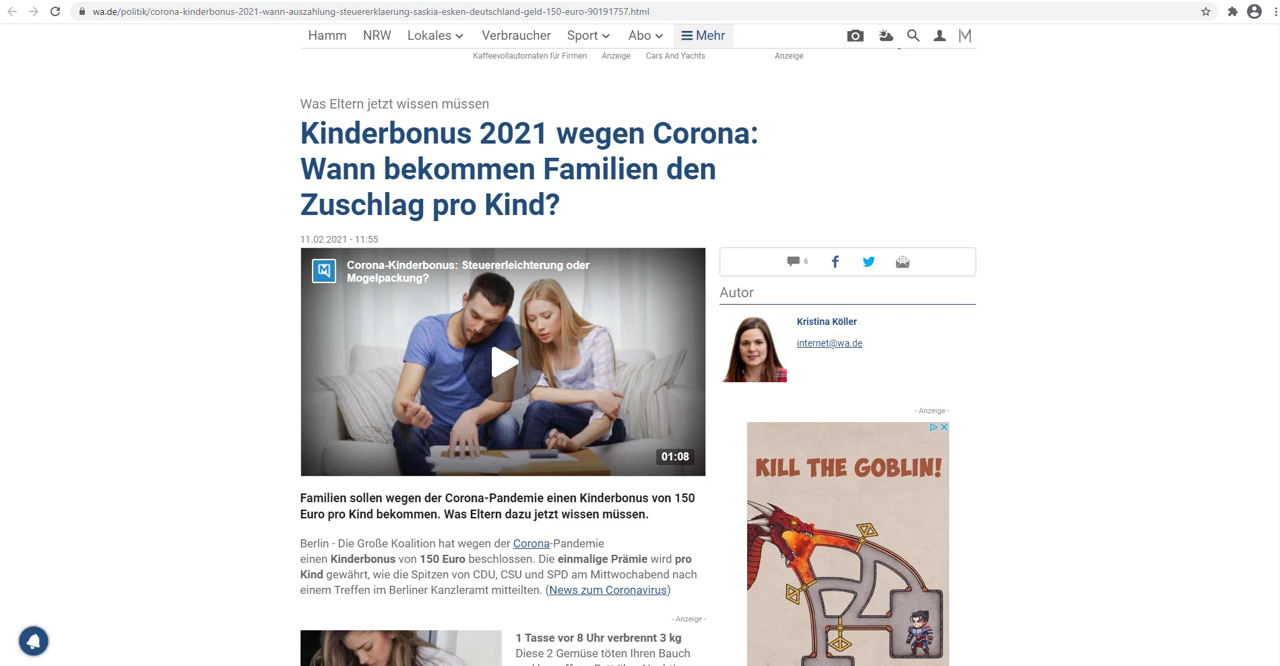 wa.de/politik/corona-kinderbonus-2021-wann-auszahlung-steuererklaerung-saskia-esken-deutschland-geld-150-euro-90191757.html
Hamm NRW Lokales Verbraucher Sport Abo Mehr
Kaffeevollautomaten für Firmen Anzeige Cars And Yachts Anzeige
Was Eltern jetzt wissen müssen
Kinderbonus 2021 wegen Corona:
Wann bekommen Familien den
Zuschlag pro Kind?
11.02.2021 - 11:55
Corona-Kinderbonus: Steuererleichterung oder
Mogelpackung?
01:08
6
Autor
Kristina Köller
internet@wa.de
- Anzeige -
KILL THE GOBLIN!
Familien sollen wegen der Corona-Pandemie einen Kinderbonus von 150
Euro pro Kind bekommen. Was Eltern dazu jetzt wissen müssen.
Berlin - Die Große Koalition hat wegen der Corona-Pandemie
einen Kinderbonus von 150 Euro beschlossen. Die einmalige Prämie wird pro
Kind gewährt, wie die Spitzen von CDU, CSU und SPD am Mittwochabend nach
einem Treffen im Berliner Kanzleramt mitteilten. (News zum Coronavirus)
- Anzeige -
1 Tasse vor 8 Uhr verbrennt 3 kg
Diese 2 Gemüse töten Ihren Bauch